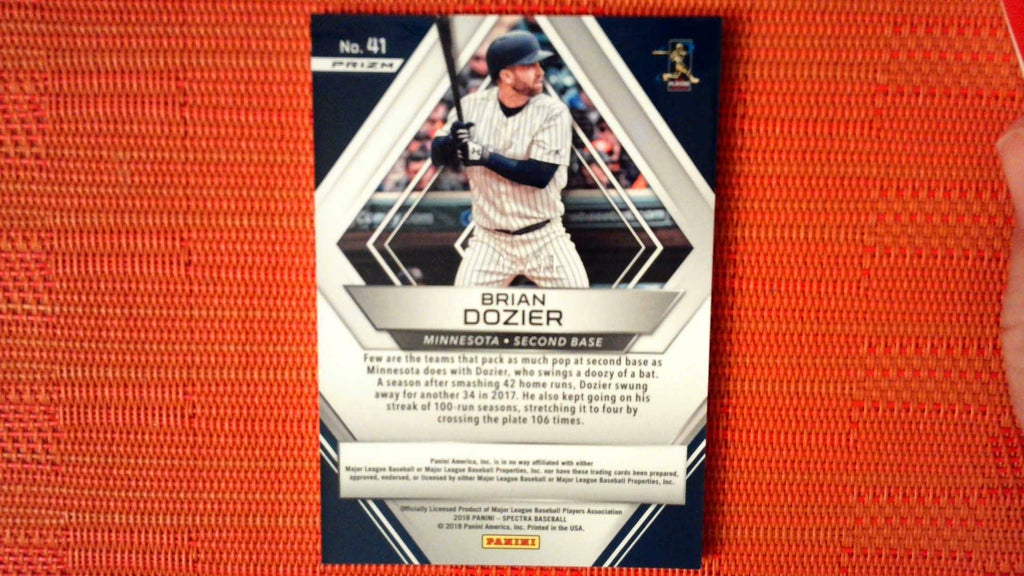 No. 41
PRIZM
BRIAN
DOZIER
MINNESOTA • SECOND BASE
Few are the teams that pack as much pop at second base as
Minnesota does with Dozier, who swings a doozy of a bat.
A season after smashing 42 home runs, Dozier swung
away for another 34 in 2017. He also kept going on his
streak of 100-run seasons, stretching it to four by
crossing the plate 106 times.
Panini America, Inc. is in no way affiliated with either
Major League Baseball or Major League Baseball Properties, Inc. nor have these trading cards been prepared,
approved, endorsed, or licensed by either Major League Baseball or Major League Baseball Properties, Inc.
Officially Licensed Product of Major League Baseball Players Association
2018 PANINI – SPECTRA BASEBALL
© 2018 Panini America, Inc. Printed in the USA.
PANINI